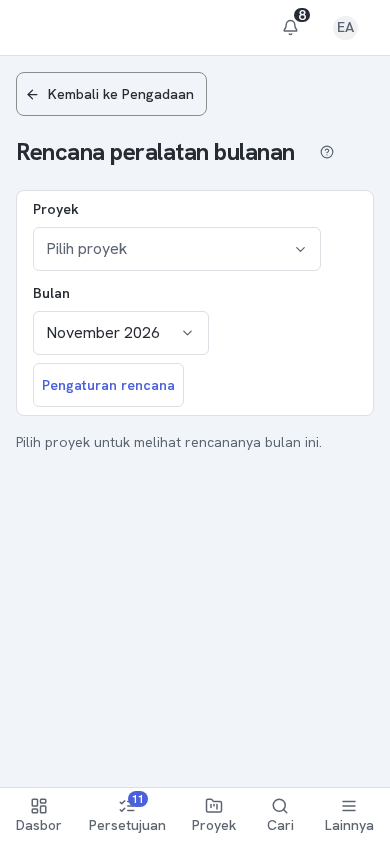 8
EA
Kembali ke Pengadaan
Rencana peralatan bulanan
Proyek
Pilih proyek
Bulan
November 2026
Pengaturan rencana
Pilih proyek untuk melihat rencananya bulan ini.
11
Dasbor
Persetujuan
Proyek
Cari
Lainnya